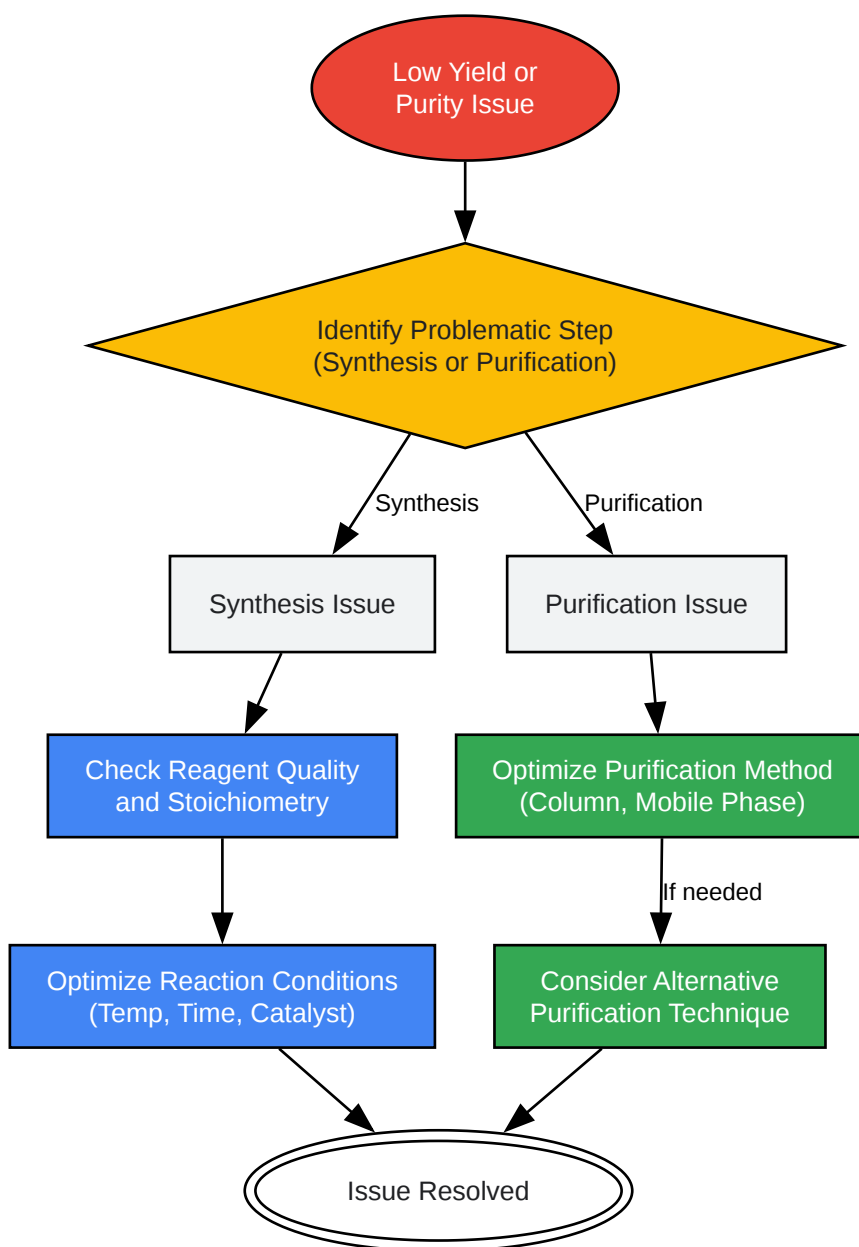 Low Yield or
Purity Issue
Identify Problematic Step
(Synthesis or Purification)
Synthesis
Purification
Synthesis Issue
Purification Issue
Check Reagent Quality
and Stoichiometry
Optimize Purification Method
(Column, Mobile Phase)
If needed
Optimize Reaction Conditions
(Temp, Time, Catalyst)
Consider Alternative
Purification Technique
Issue Resolved